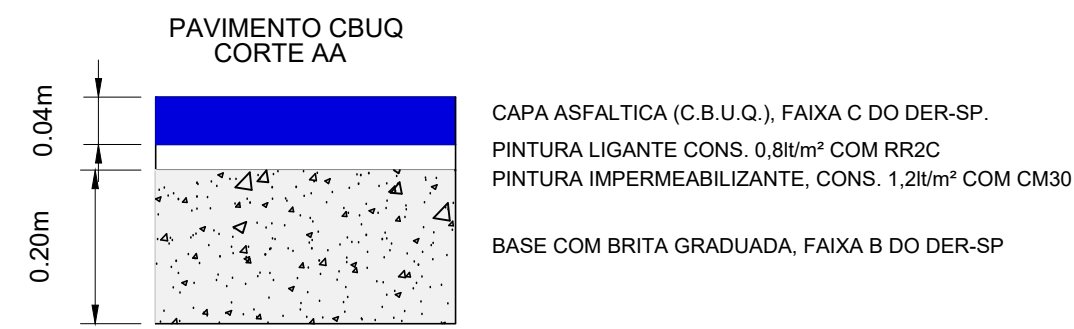 PAVIMENTO CBUQ
CORTE AA
0.04m
CAPA ASFALTICA (C.B.U.Q.), FAIXA C DO DER-SP.
PINTURA LIGANTE CONS. 0,8lt/m² COM RR2C
PINTURA IMPERMEABILIZANTE, CONS. 1,2lt/m² COM CM30
0.20m
BASE COM BRITA GRADUADA, FAIXA B DO DER-SP